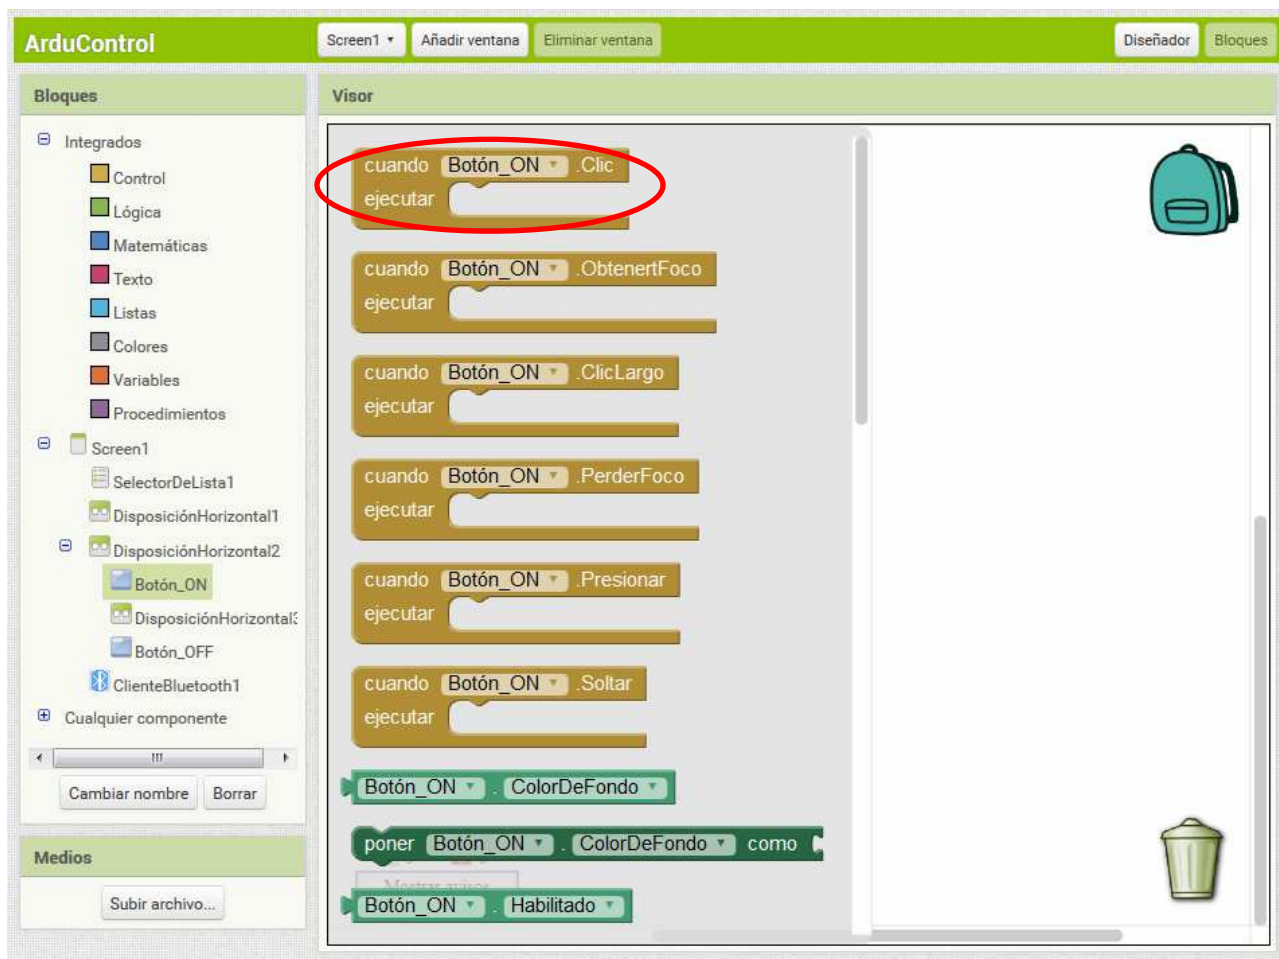 ArduControl
Screen1
Añadir ventana
Eliminar ventana
Diseñador
Bloques
Bloques
Integrados
Control
Lógica
Matemáticas
Texto
Listas
Colores
Variables
Procedimientos
Screen1
SelectorDeLista1
DisposiciónHorizontal1
DisposiciónHorizontal2
Botón_ON
DisposiciónHorizontal3
Botón_OFF
ClienteBluetooth1
Cualquier componente
Cambiar nombre
Borrar
Medios
Subir archivo...
Visor
cuando Botón_ON .Clic
ejecutar
cuando Botón_ON .ObtenertFoco
ejecutar
cuando Botón_ON .ClicLargo
ejecutar
cuando Botón_ON .PerderFoco
ejecutar
cuando Botón_ON .Presionar
ejecutar
cuando Botón_ON .Soltar
ejecutar
Botón_ON . ColorDeFondo
poner Botón_ON . ColorDeFondo como
Mostrar avisos
Botón_ON . Habilitado